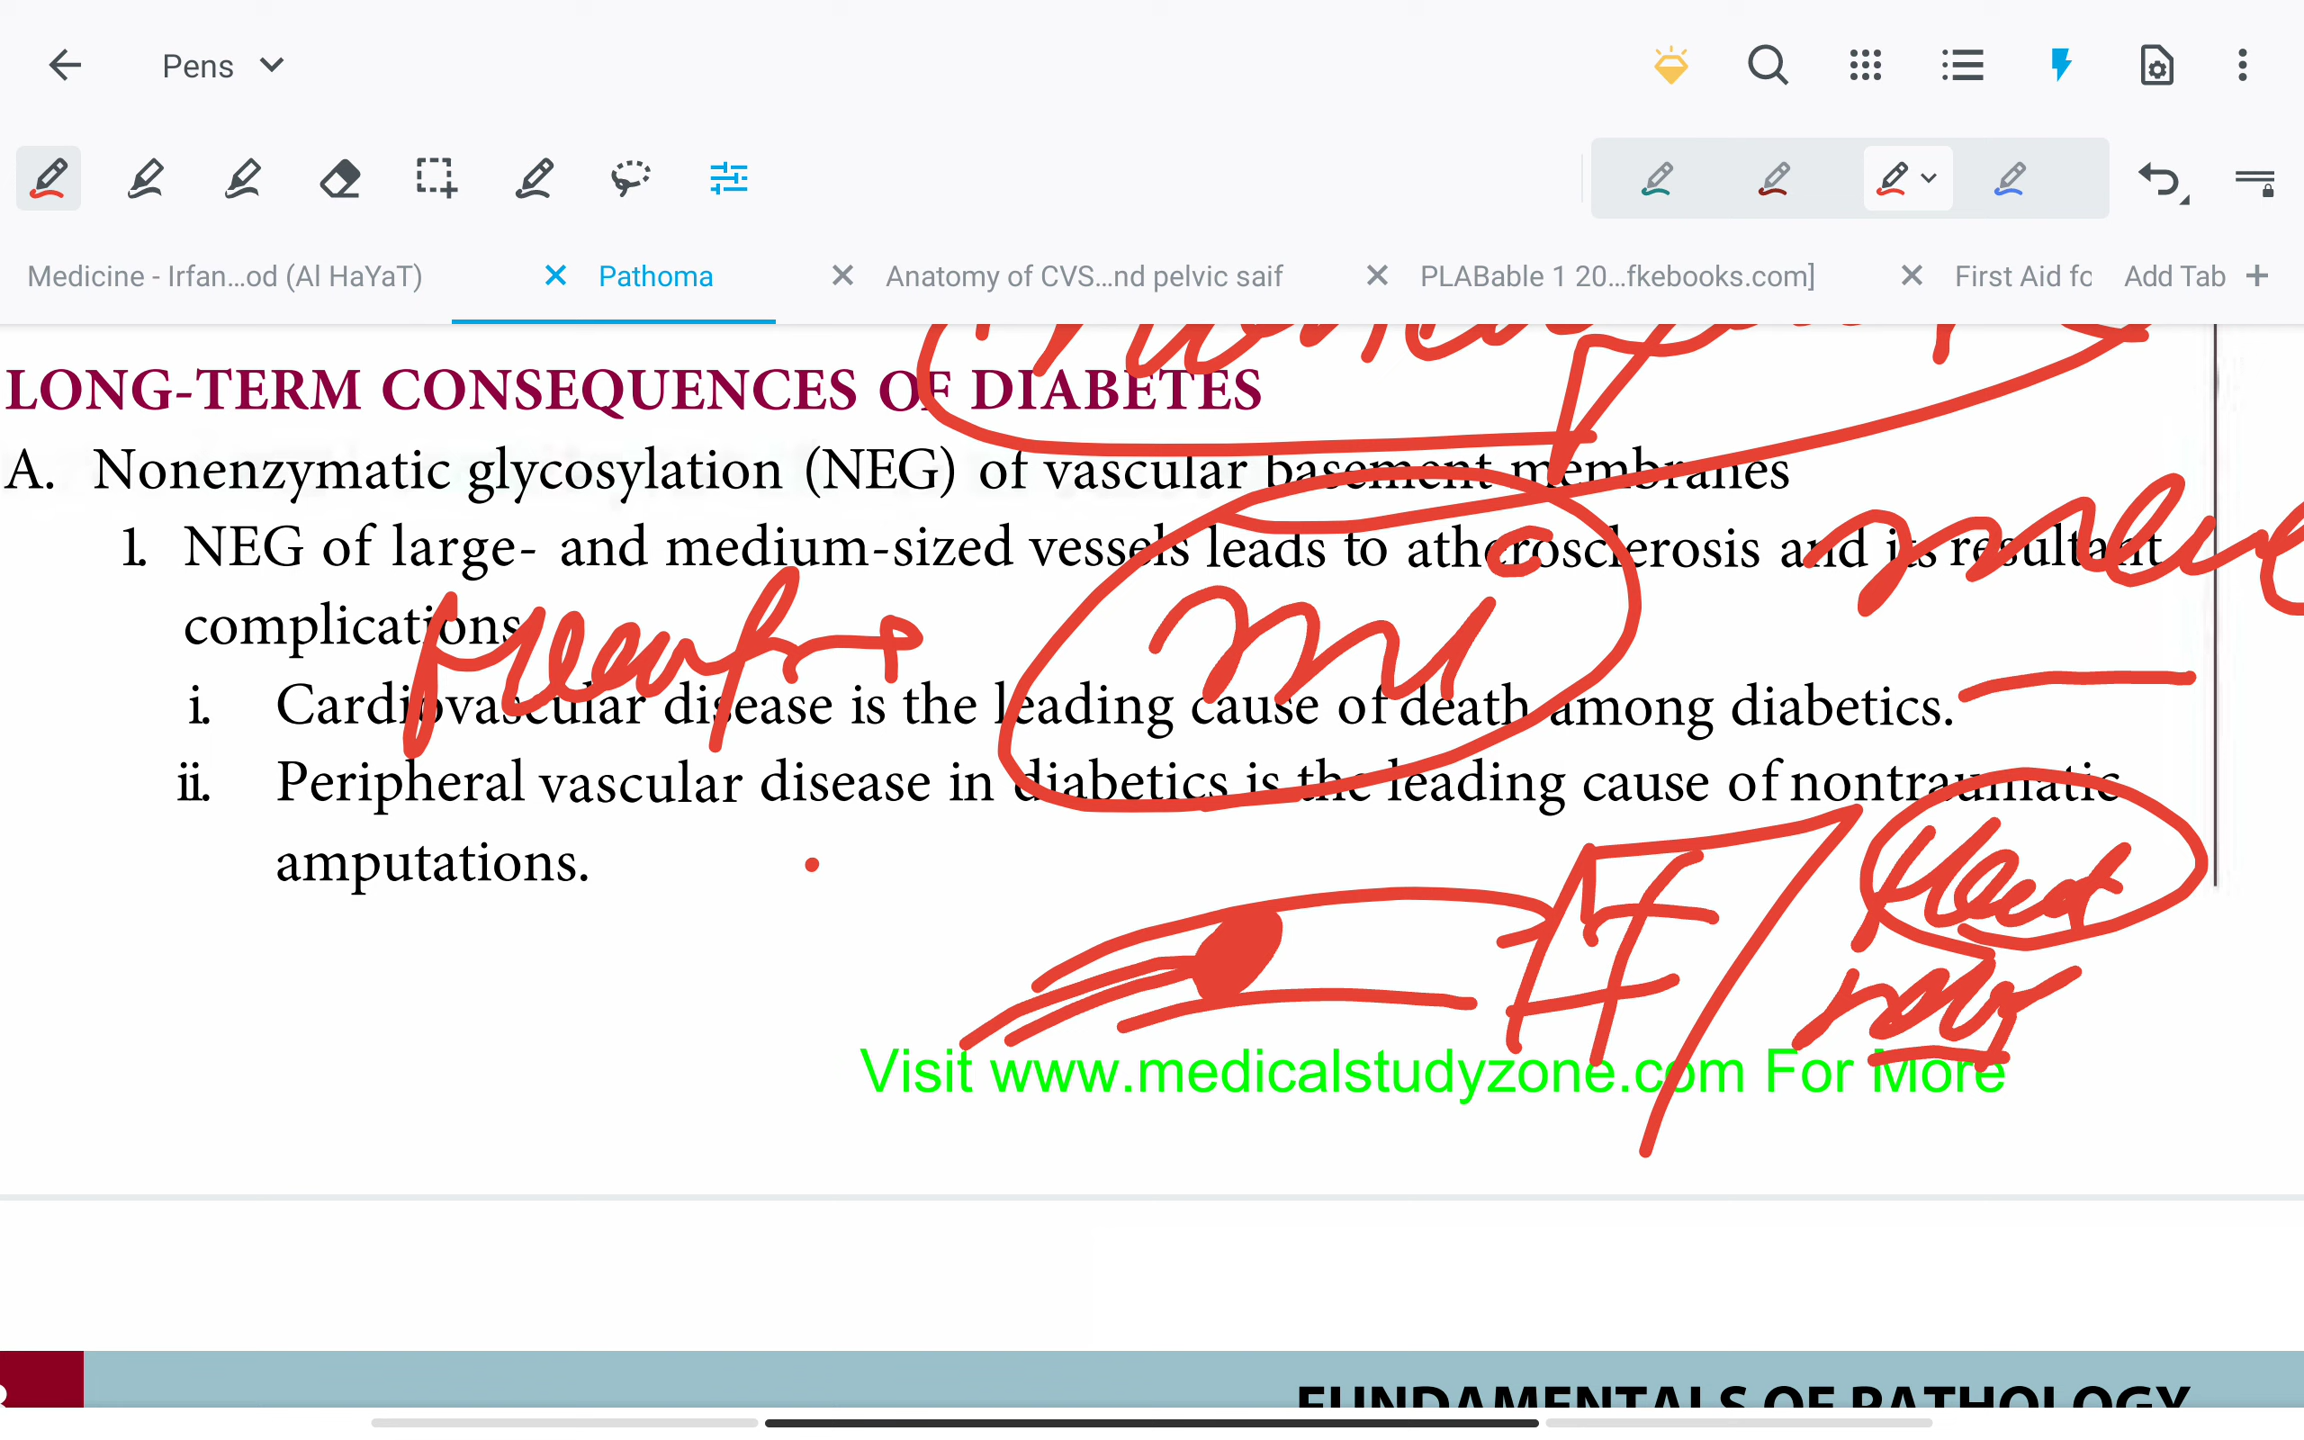 Pens
Medicine - Irfan...od (Al HaYaT)
Pathoma
Anatomy of CVS...nd pelvic saif
PLABable 1 20...fkebooks.com]
First Aid fo
Add Tab
LONG-TERM CONSEQUENCES OF DIABETES
A. Nonenzymatic glycosylation (NEG) of vascular basement membranes
1. NEG of large- and medium-sized vessels leads to atherosclerosis and its resultant
complications
i. Cardiovascular disease is the leading cause of death among diabetics.
ii. Peripheral vascular disease in diabetics is the leading cause of nontraumatic
amputations.
mi
Visit www.medicalstudyzone.com For More
FUNDAMENTALS OF PATHOLOGY